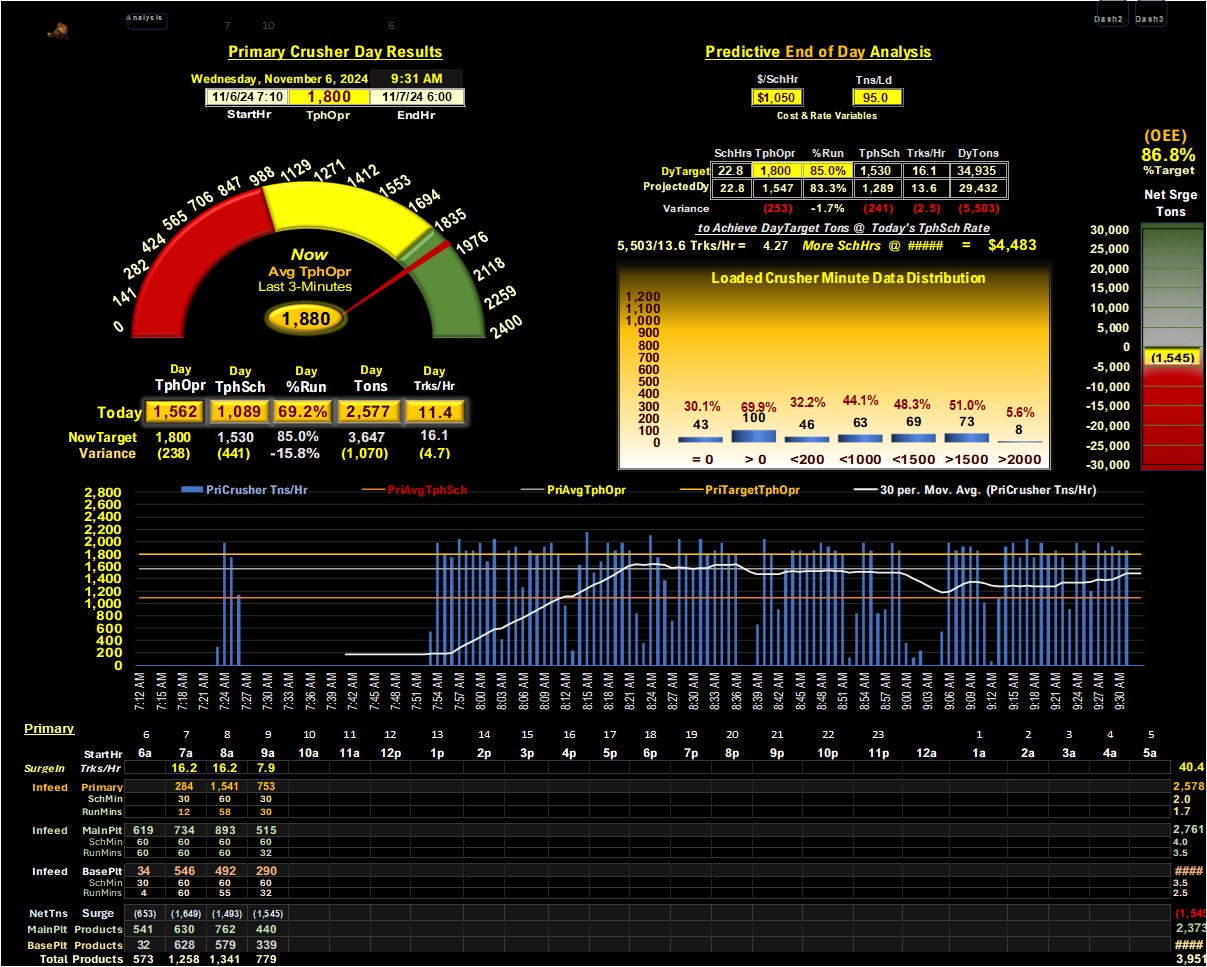 Analysis
7 10 6
Dash2 Dash3
Primary Crusher Day Results
Wednesday, November 6, 2024 9:31 AM
11/6/24 7:10 1,800 11/7/24 6:00
StartHr TphOpr EndHr
0 141 282 424 565 706 847 988 1129 1271 1412 1553 1694 1835 1976 2118 2259 2400
Now
Avg TphOpr
Last 3-Minutes
1,880
Day Day Day Day Day
TphOpr TphSch %Run Tons Trks/Hr
Today 1,562 1,089 69.2% 2,577 11.4
NowTarget 1,800 1,530 85.0% 3,647 16.1
Variance (238) (441) -15.8% (1,070) (4.7)
Predictive End of Day Analysis
$/SchHr Tns/Ld
$1,050 95.0
Cost & Rate Variables
SchHrs TphOpr %Run TphSch Trks/Hr DyTons
DyTarget 22.8 1,800 85.0% 1,530 16.1 34,935
ProjectedDy 22.8 1,547 83.3% 1,289 13.6 29,432
Variance (253) -1.7% (241) (2.5) (5,503)
to Achieve DayTarget Tons @ Today's TphSch Rate
5,503/13.6 Trks/Hr = 4.27 More SchHrs @ ##### = $4,483
Loaded Crusher Minute Data Distribution
1,200
1,100
1,000
900
800
700
600
500
400
300
200
100
0
30.1% 69.9% 32.2% 44.1% 48.3% 51.0% 5.6%
43 100 46 63 69 73 8
= 0 > 0 <200 <1000 <1500 >1500 >2000
(OEE)
86.8%
%Target
Net Srge
Tons
30,000
25,000
20,000
15,000
10,000
5,000
0
(1,545)
-5,000
-10,000
-15,000
-20,000
-25,000
-30,000
PriCrusher Tns/Hr PriAvgTphSch PriAvgTphOpr PriTargetTphOpr 30 per. Mov. Avg. (PriCrusher Tns/Hr)
2,800
2,600
2,400
2,200
2,000
1,800
1,600
1,400
1,200
1,000
800
600
400
200
0
7:12 AM 7:15 AM 7:18 AM 7:21 AM 7:24 AM 7:27 AM 7:30 AM 7:33 AM 7:36 AM 7:39 AM 7:42 AM 7:45 AM 7:48 AM 7:51 AM 7:54 AM 7:57 AM 8:00 AM 8:03 AM 8:06 AM 8:09 AM 8:12 AM 8:15 AM 8:18 AM 8:21 AM 8:24 AM 8:27 AM 8:30 AM 8:33 AM 8:36 AM 8:39 AM 8:42 AM 8:45 AM 8:48 AM 8:51 AM 8:54 AM 8:57 AM 9:00 AM 9:03 AM 9:06 AM 9:09 AM 9:12 AM 9:15 AM 9:18 AM 9:21 AM 9:24 AM 9:27 AM 9:30 AM
Primary
6 7 8 9 10 11 12 13 14 15 16 17 18 19 20 21 22 23 1 2 3 4 5
StartHr 6a 7a 8a 9a 10a 11a 12p 1p 2p 3p 4p 5p 6p 7p 8p 9p 10p 11p 12a 1a 2a 3a 4a 5a
SurgeIn Trks/Hr 16.2 16.2 7.9 40.4
Infeed Primary 284 1,541 753 2,578
SchMin 30 60 30 2.0
RunMins 12 58 30 1.7
Infeed MainPlt 619 734 893 515 2,761
SchMin 60 60 60 60 4.0
RunMins 60 60 60 32 3.5
Infeed BasePlt 34 546 492 290 ####
SchMin 30 60 60 60 3.5
RunMins 4 60 55 32 2.5
NetTns Surge (653) (1,649) (1,493) (1,545) (1,545
MainPlt Products 541 630 762 440 2,373
BasePlt Products 32 628 579 339 ####
Total Products 573 1,258 1,341 779 3,951